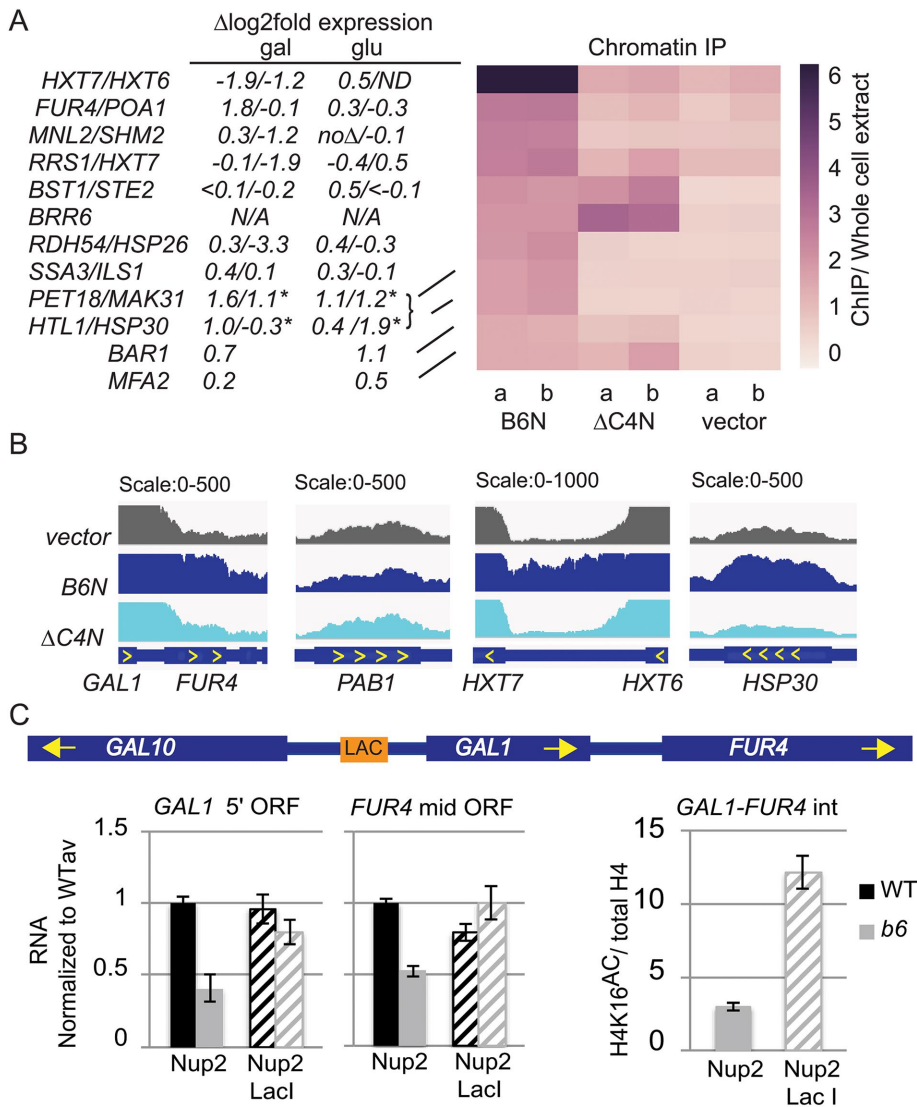 A
Δlog2fold expression
gal glu
Chromatin IP
HXT7/HXT6 -1.9/-1.2 0.5/ND
FUR4/POA1 1.8/-0.1 0.3/-0.3
MNL2/SHM2 0.3/-1.2 noΔ/-0.1
RRS1/HXT7 -0.1/-1.9 -0.4/0.5
BST1/STE2 <0.1/-0.2 0.5/<-0.1
BRR6 N/A N/A
RDH54/HSP26 0.3/-3.3 0.4/-0.3
SSA3/ILS1 0.4/0.1 0.3/-0.1
PET18/MAK31 1.6/1.1* 1.1/1.2* }
HTL1/HSP30 1.0/-0.3* 0.4 /1.9*
BAR1 0.7 1.1
MFA2 0.2 0.5
6
5
4
3
2
1
0
ChIP/ Whole cell extract
a b a b a b
B6N ΔC4N vector
B
Scale:0-500 Scale:0-500 Scale:0-1000 Scale:0-500
vector
B6N
ΔC4N
> > > > > > > < < < < < <
GAL1 FUR4 PAB1 HXT7 HXT6 HSP30
C
GAL10 LAC GAL1 FUR4
GAL1 5' ORF FUR4 mid ORF GAL1-FUR4 int
RNA
Normalized to WTav
1.5
1
0.5
0
Nup2 Nup2
LacI
Nup2 Nup2
LacI
H4K16AC/ total H4
15
10
5
0
Nup2 Nup2
Lac I
WT
b6